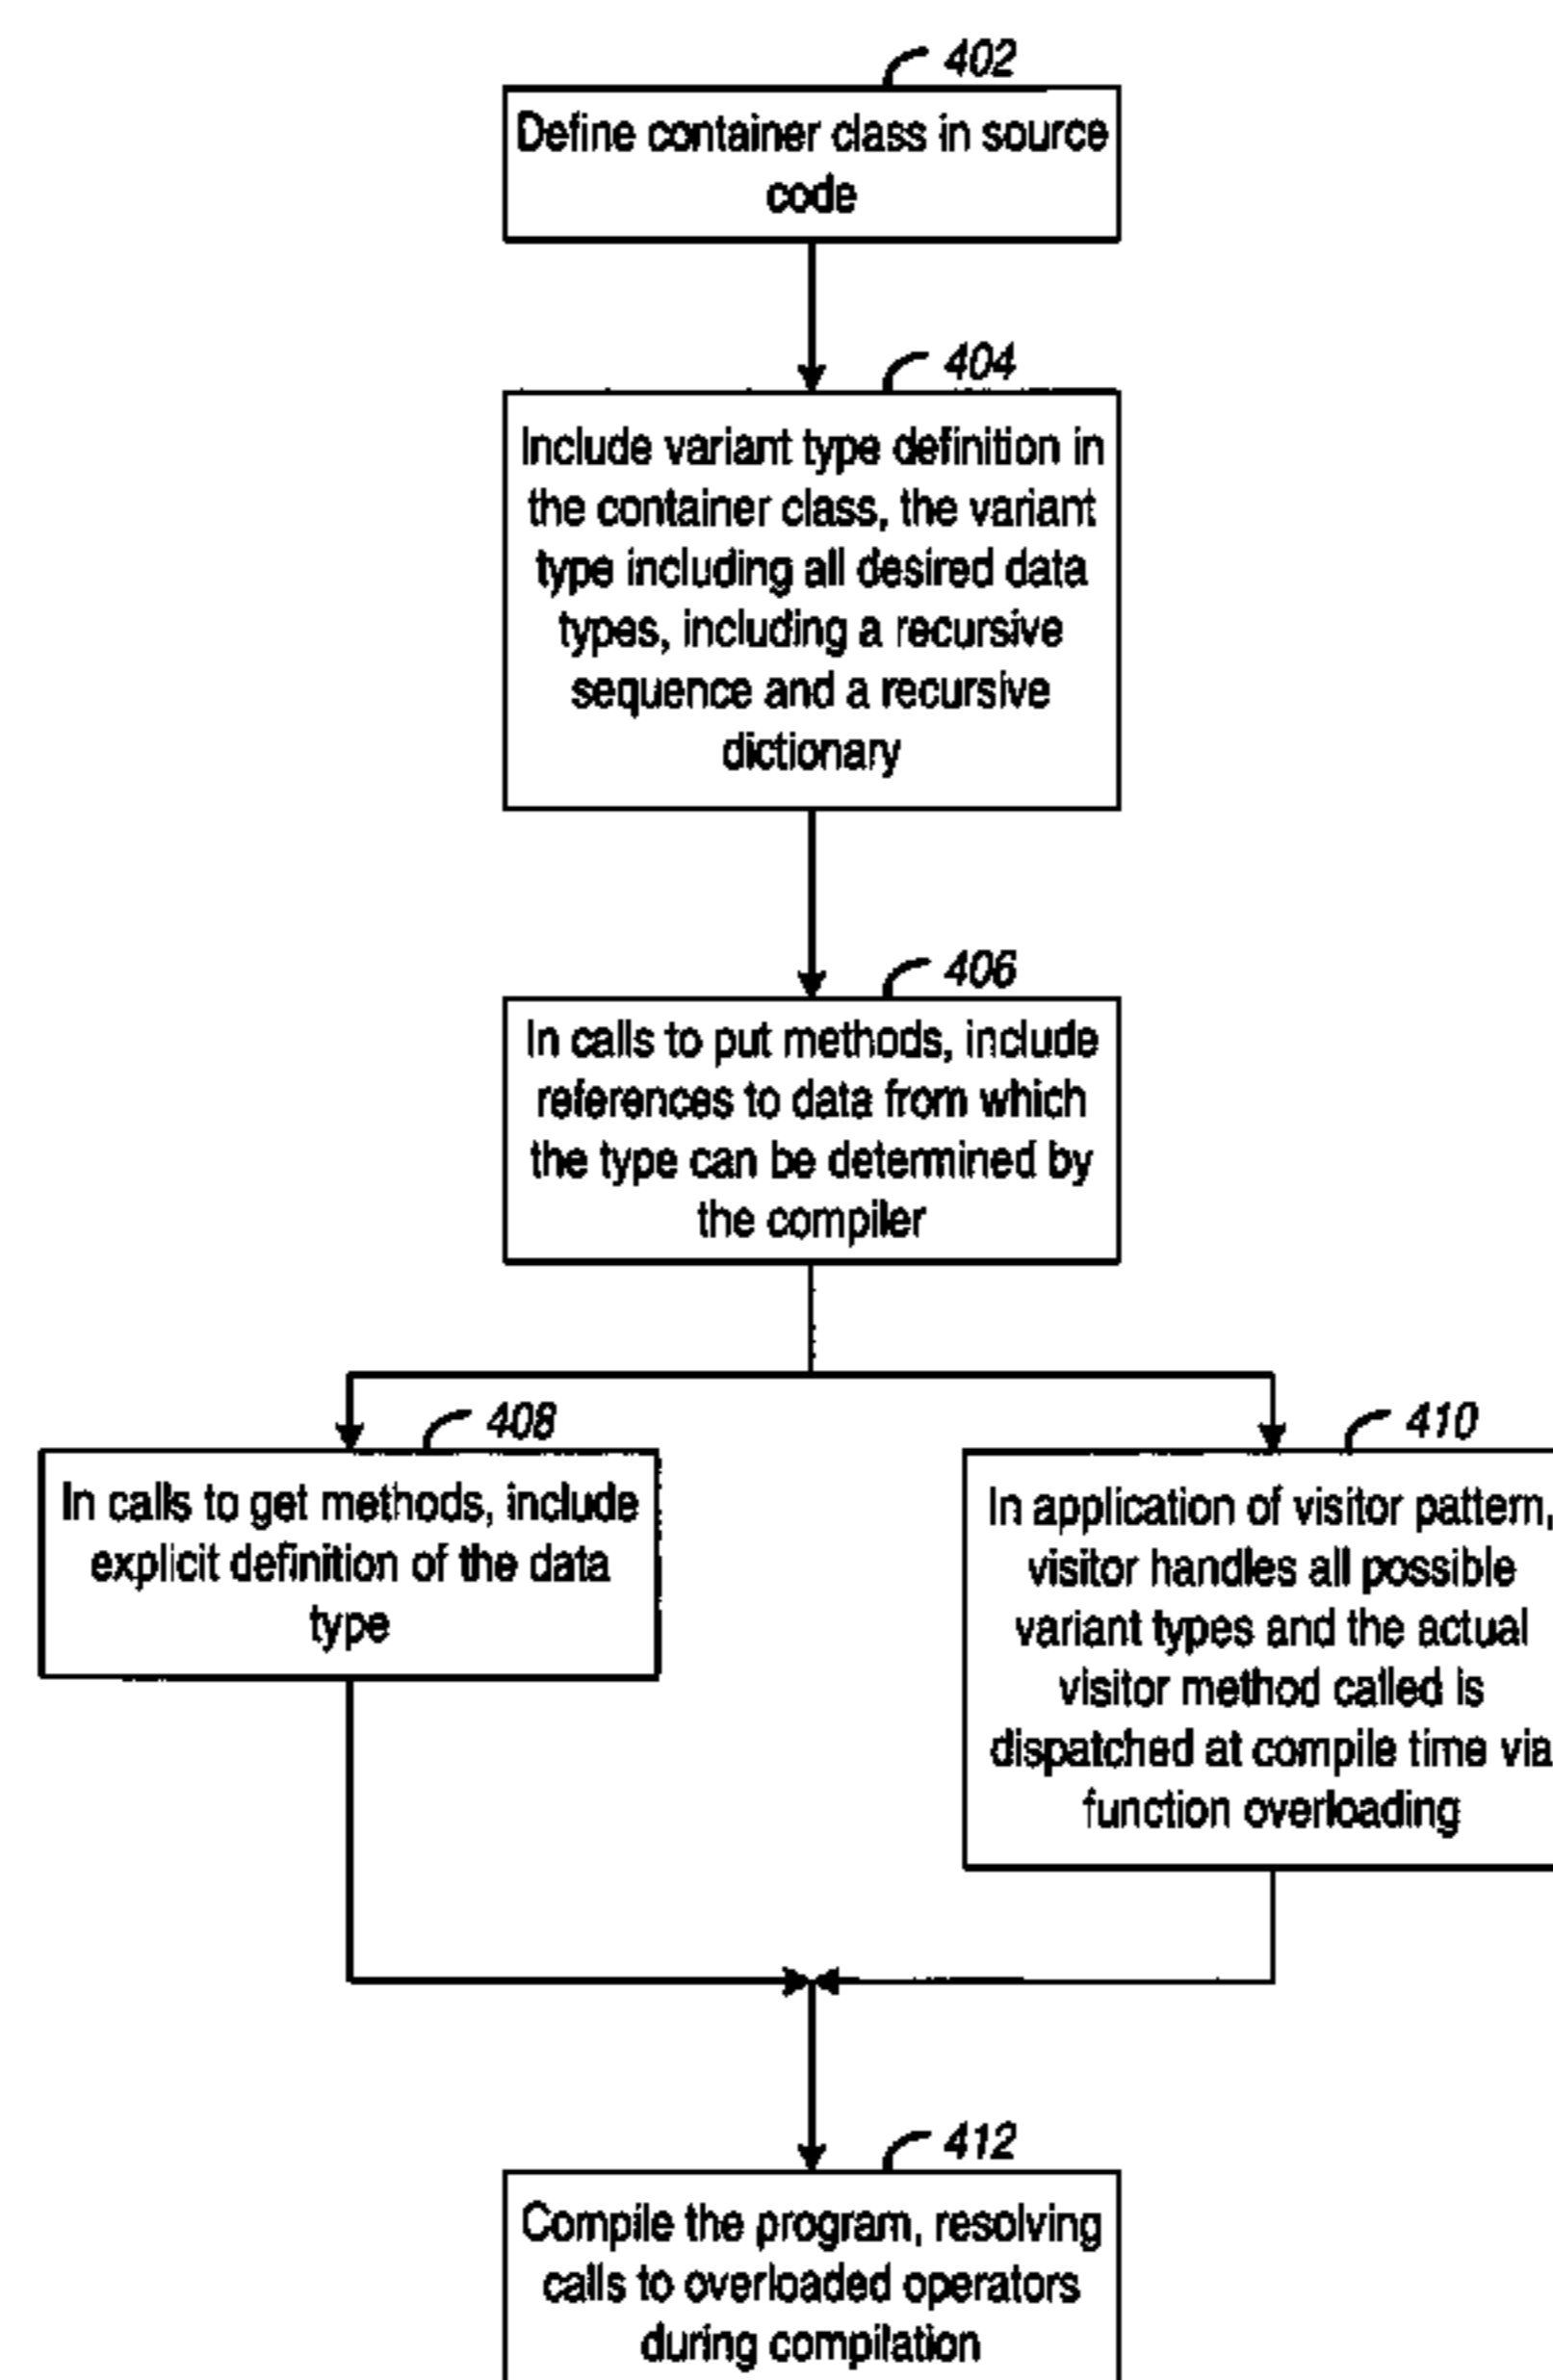 402
Define container class in source
code
404
Include variant type definition in
the container class, the variant
type including all desired data
types, including a recursive
sequence and a recursive
dictionary
406
In calls to put methods, include
references to data from which
the type can be determined by
the compiler
408
In calls to get methods, include
explicit definition of the data
type
410
In application of visitor pattern,
visitor handles all possible
variant types and the actual
visitor method called is
dispatched at compile time via
function overloading
412
Compile the program, resolving
calls to overloaded operators
during compilation